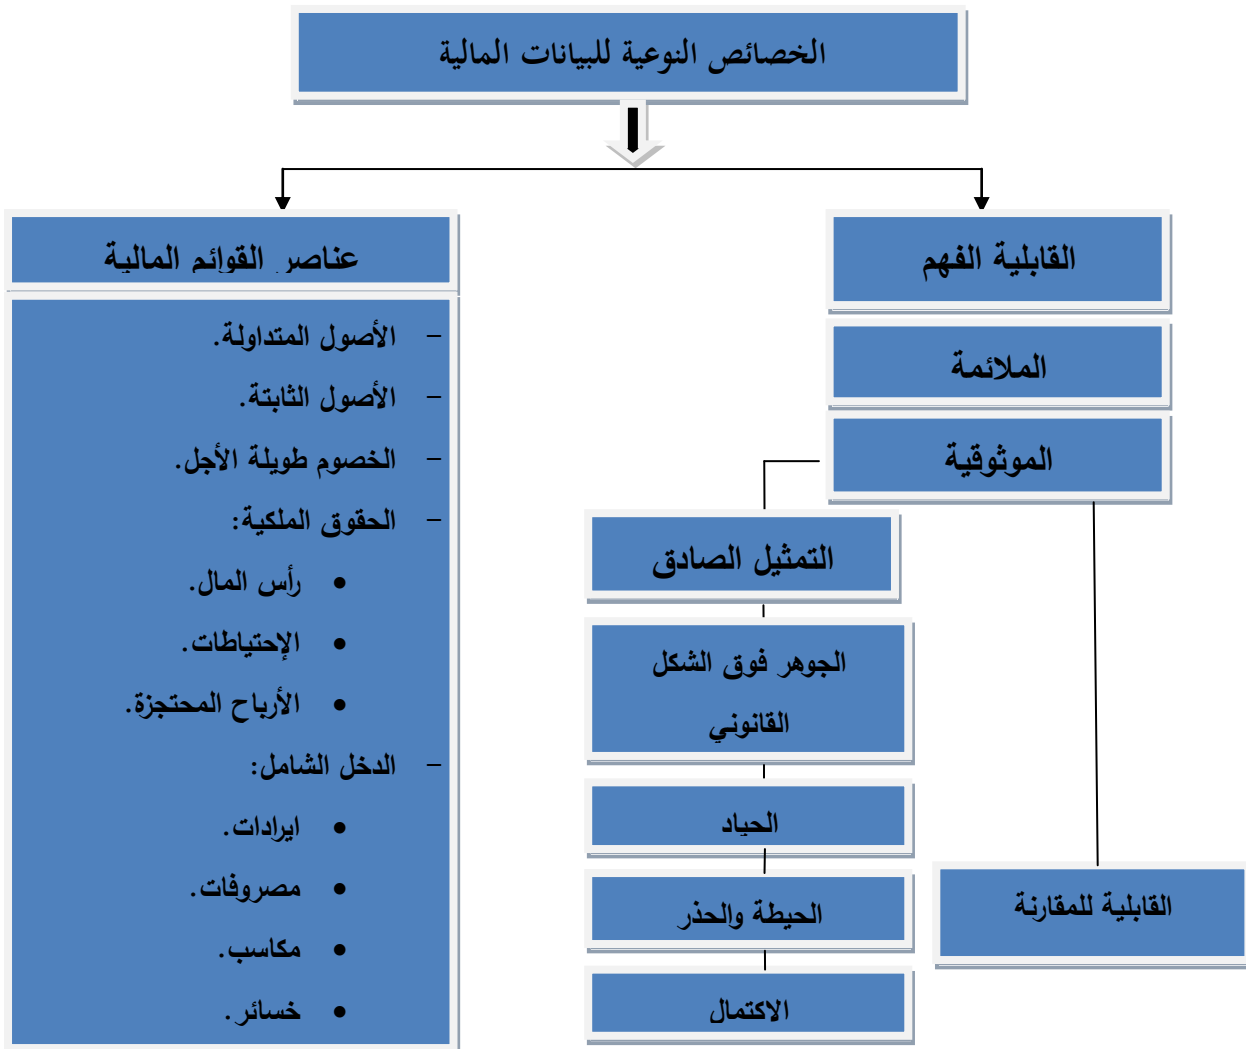 الخصائص النوعية للبيانات المالية
القابلية الفهم
الملائمة
الموثوقية
التمثيل الصادق
الجوهر فوق الشكل
القانوني
الحياد
الحيطة والحذر
الاكتمال
القابلية للمقارنة
عناصر القوائم المالية
– الأصول المتداولة.
– الأصول الثابتة.
– الخصوم طويلة الأجل.
– الحقوق الملكية:
• رأس المال.
• الإحتياطات.
• الأرباح المحتجزة.
– الدخل الشامل:
• ايرادات.
• مصروفات.
• مكاسب.
• خسائر.